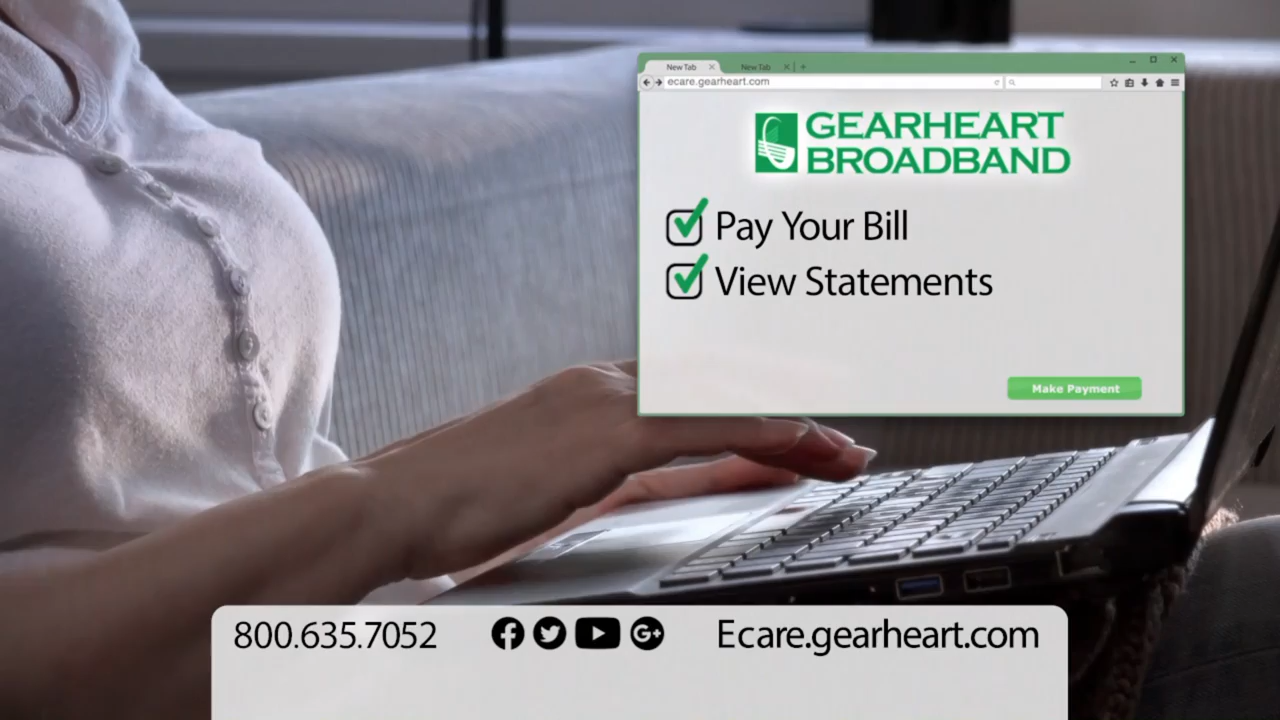 New Tab
New Tab
ecare.gearheart.com
GEARHEART
BROADBAND
Pay Your Bill
View Statements
Make Payment
800.635.7052
Ecare.gearheart.com